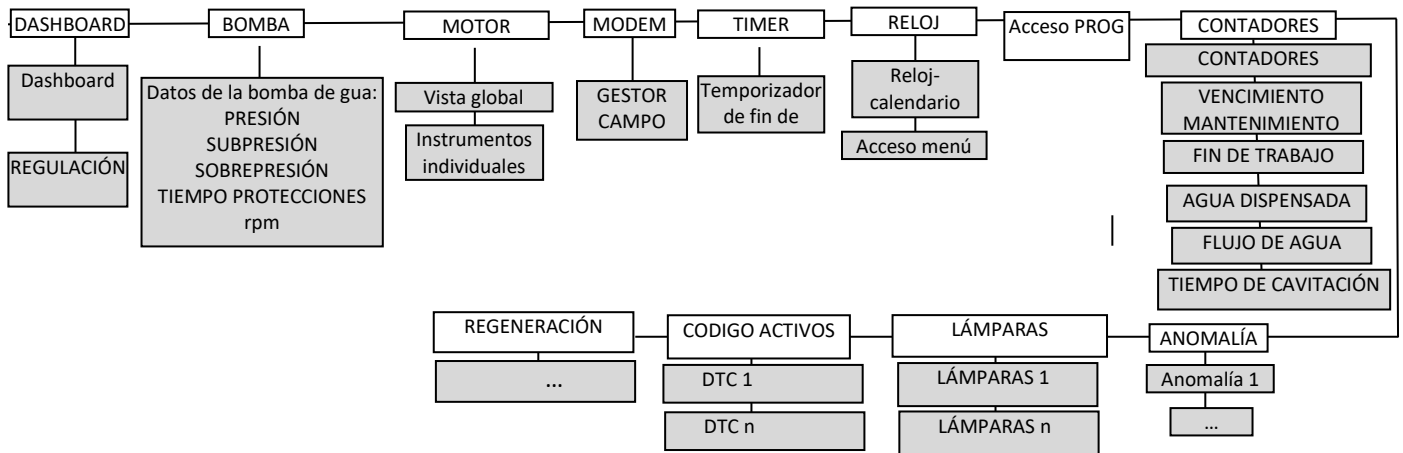 DASHBOARD
BOMBA
MOTOR
MODEM
TIMER
RELOJ
Acceso PROG
CONTADORES
Dashboard
REGULACIÓN
Datos de la bomba de gua:
PRESIÓN
SUBPRESIÓN
SOBREPRESIÓN
TIEMPO PROTECCIONES
rpm
Vista global
Instrumentos
individuales
GESTOR
CAMPO
Temporizador
de fin de
Reloj-
calendario
Acceso menú
CONTADORES
VENCIMIENTO
MANTENIMIENTO
FIN DE TRABAJO
AGUA DISPENSADA
FLUJO DE AGUA
TIEMPO DE CAVITACIÓN
REGENERACIÓN
...
CODIGO ACTIVOS
DTC 1
DTC n
LÁMPARAS
LÁMPARAS 1
LÁMPARAS n
ANOMALÍA
Anomalía 1
...